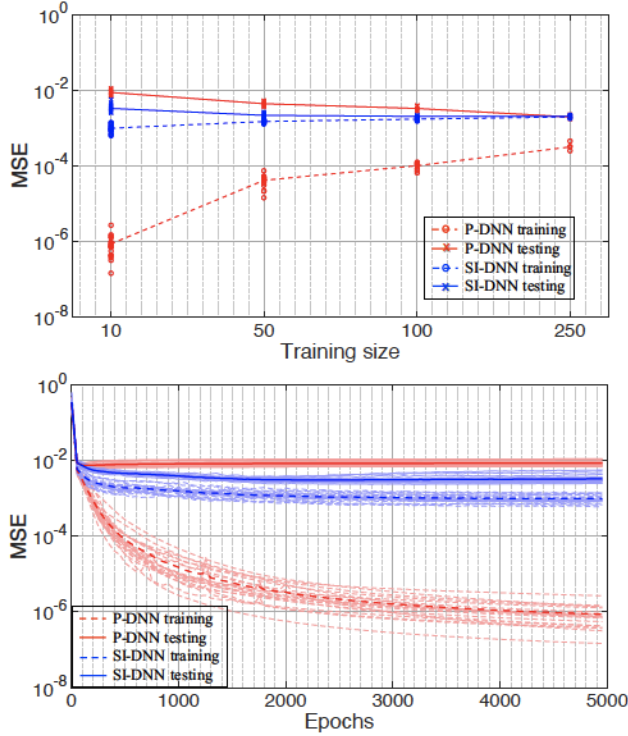 10^0
10^-2
10^-4
10^-6
10^-8
MSE
P-DNN training
P-DNN testing
SI-DNN training
SI-DNN testing
10 50 100 250
Training size
10^0
10^-2
10^-4
10^-6
10^-8
MSE
P-DNN training
P-DNN testing
SI-DNN training
SI-DNN testing
0 1000 2000 3000 4000 5000
Epochs